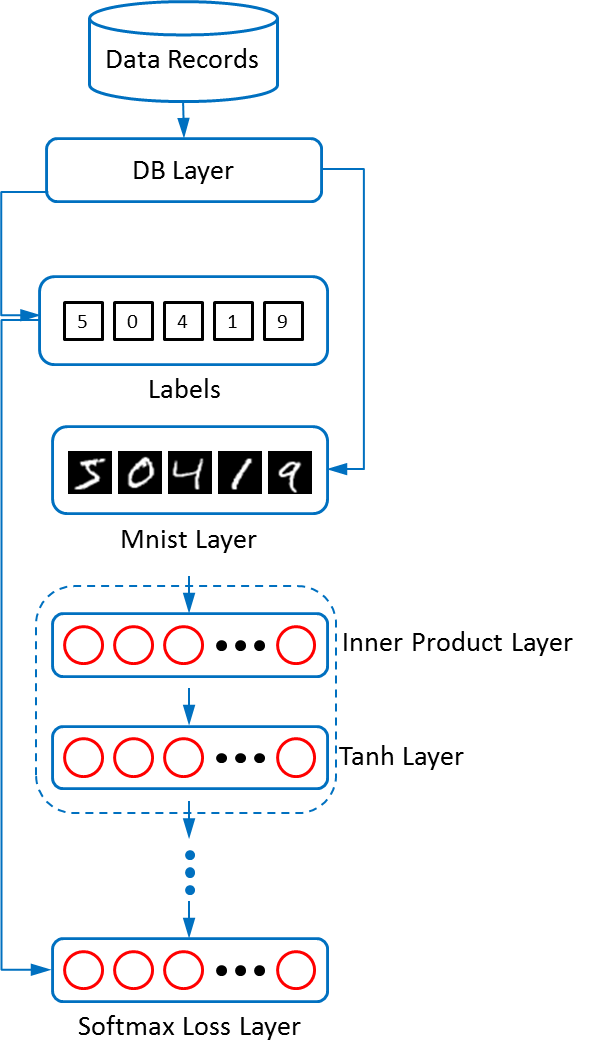 Data Records
DB Layer
5 0 4 1 9
Labels
5 0 4 1 9
Mnist Layer
Inner Product Layer
Tanh Layer
Softmax Loss Layer